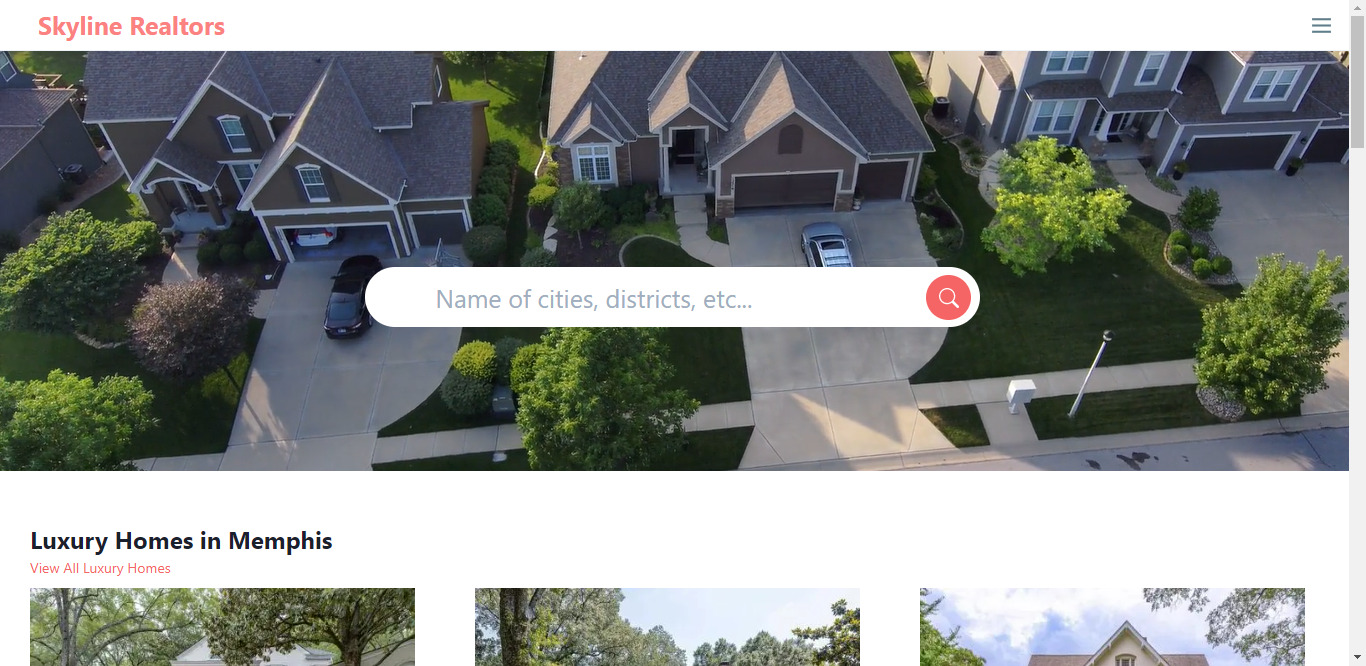 Skyline Realtors
Name of cities, districts, etc...
Luxury Homes in Memphis
View All Luxury Homes